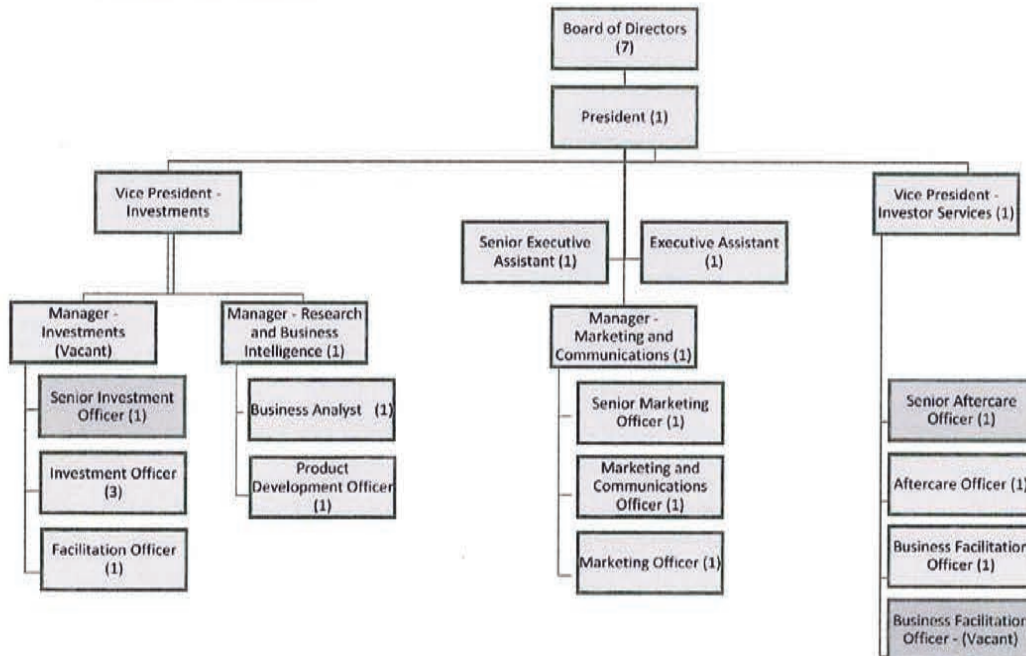 Board of Directors
(7)
President (1)
Vice President -
Investments
Vice President -
Investor Services (1)
Senior Executive
Assistant (1)
Executive Assistant
(1)
Manager -
Investments
(Vacant)
Manager - Research
and Business
Intelligence (1)
Manager -
Marketing and
Communications (1)
Senior Investment
Officer (1)
Investment Officer
(3)
Facilitation Officer
(1)
Business Analyst (1)
Product
Development Officer
(1)
Senior Marketing
Officer (1)
Marketing and
Communications
Officer (1)
Marketing Officer (1)
Senior Aftercare
Officer (1)
Aftercare Officer (1)
Business Facilitation
Officer (1)
Business Facilitation
Officer - (Vacant)